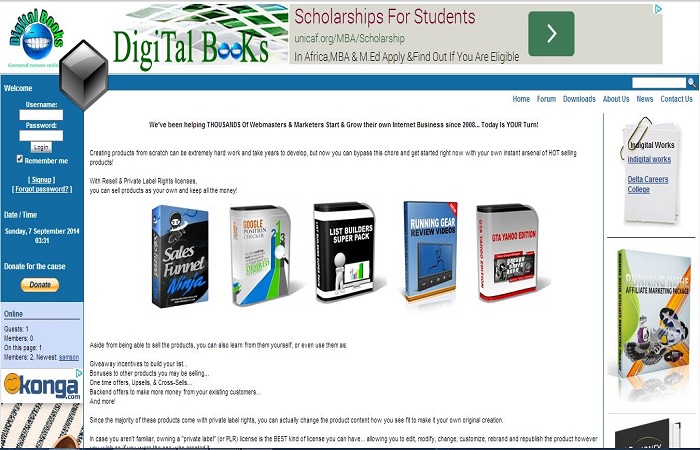 Digital Books
DigiTal Books
Scholarships For Students
unicaf.org/MBA/Scholarship
In Africa,MBA & M.Ed Apply &Find Out If You Are Eligible
Home Forum Downloads About Us News Contact Us
Welcome
Username:
Password:
Login
Remember me
[ Signup ]
[ Forgot password? ]
Date / Time
Sunday, 7 September 2014
03:31
Donate for the cause
Donate
Online
Guests: 1
Members: 0
On this page: 1
Members: 2, Newest: samson
konga
.com
We've been helping THOUSANDS Of Webmasters & Marketers Start & Grow their own Internet Business since 2008... Today Is YOUR Turn!
Creating products from scratch can be extremely hard work and take years to develop, but now you can bypass this chore and get started right now with your own instant arsenal of HOT selling
products!
With Resell & Private Label Rights licenses,
you can sell products as your own and keep all the money!
Sales
Funnel
Ninja
GOOGLE
POSITION
CHECKER
LIST BUILDERS
SUPER PACK
RUNNING GEAR
REVIEW VIDEOS
GTA YAHOO EDITION
Aside from being able to sell the products, you can also learn from them yourself, or even use them as:
Giveaway incentives to build your list...
Bonuses to other products you may be selling...
One time offers, Upsells, & Cross-Sells...
Backend offers to make more money from your existing customers...
And more!
Since the majority of these products come with private label rights, you can actually change the product content how you see fit to make it your own original creation.
In case you aren't familiar, owning a "private label" (or PLR) license is the BEST kind of license you can have... allowing you to edit, modify, change, customize, rebrand and republish the product however
Indigital Works
indigital works
Delta Careers
College
RUNNING NICHE
AFFILIATE MARKETING PACKAGE